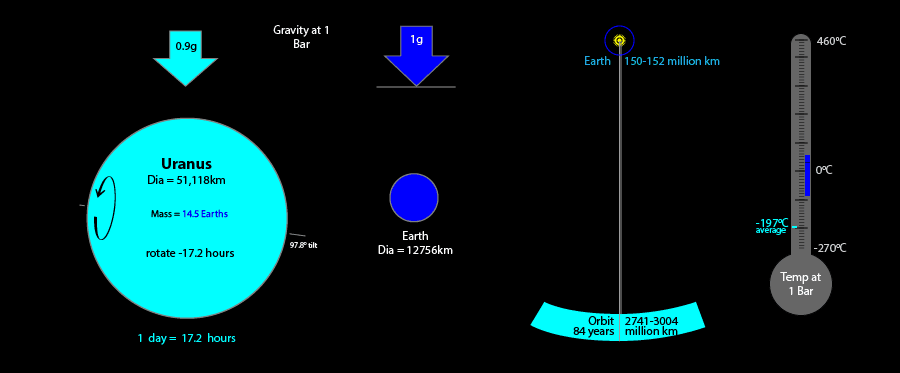 0.9g
Gravity at 1
Bar
1g
Earth
150-152 million km
460ºC
Uranus
Dia = 51,118km
Mass = 14.5 Earths
rotate -17.2 hours
97.8º tilt
1 day = 17.2 hours
Earth
Dia = 12756km
Orbit
84 years
2741-3004
million km
0ºC
-197ºC
average
-270ºC
Temp at
1 Bar